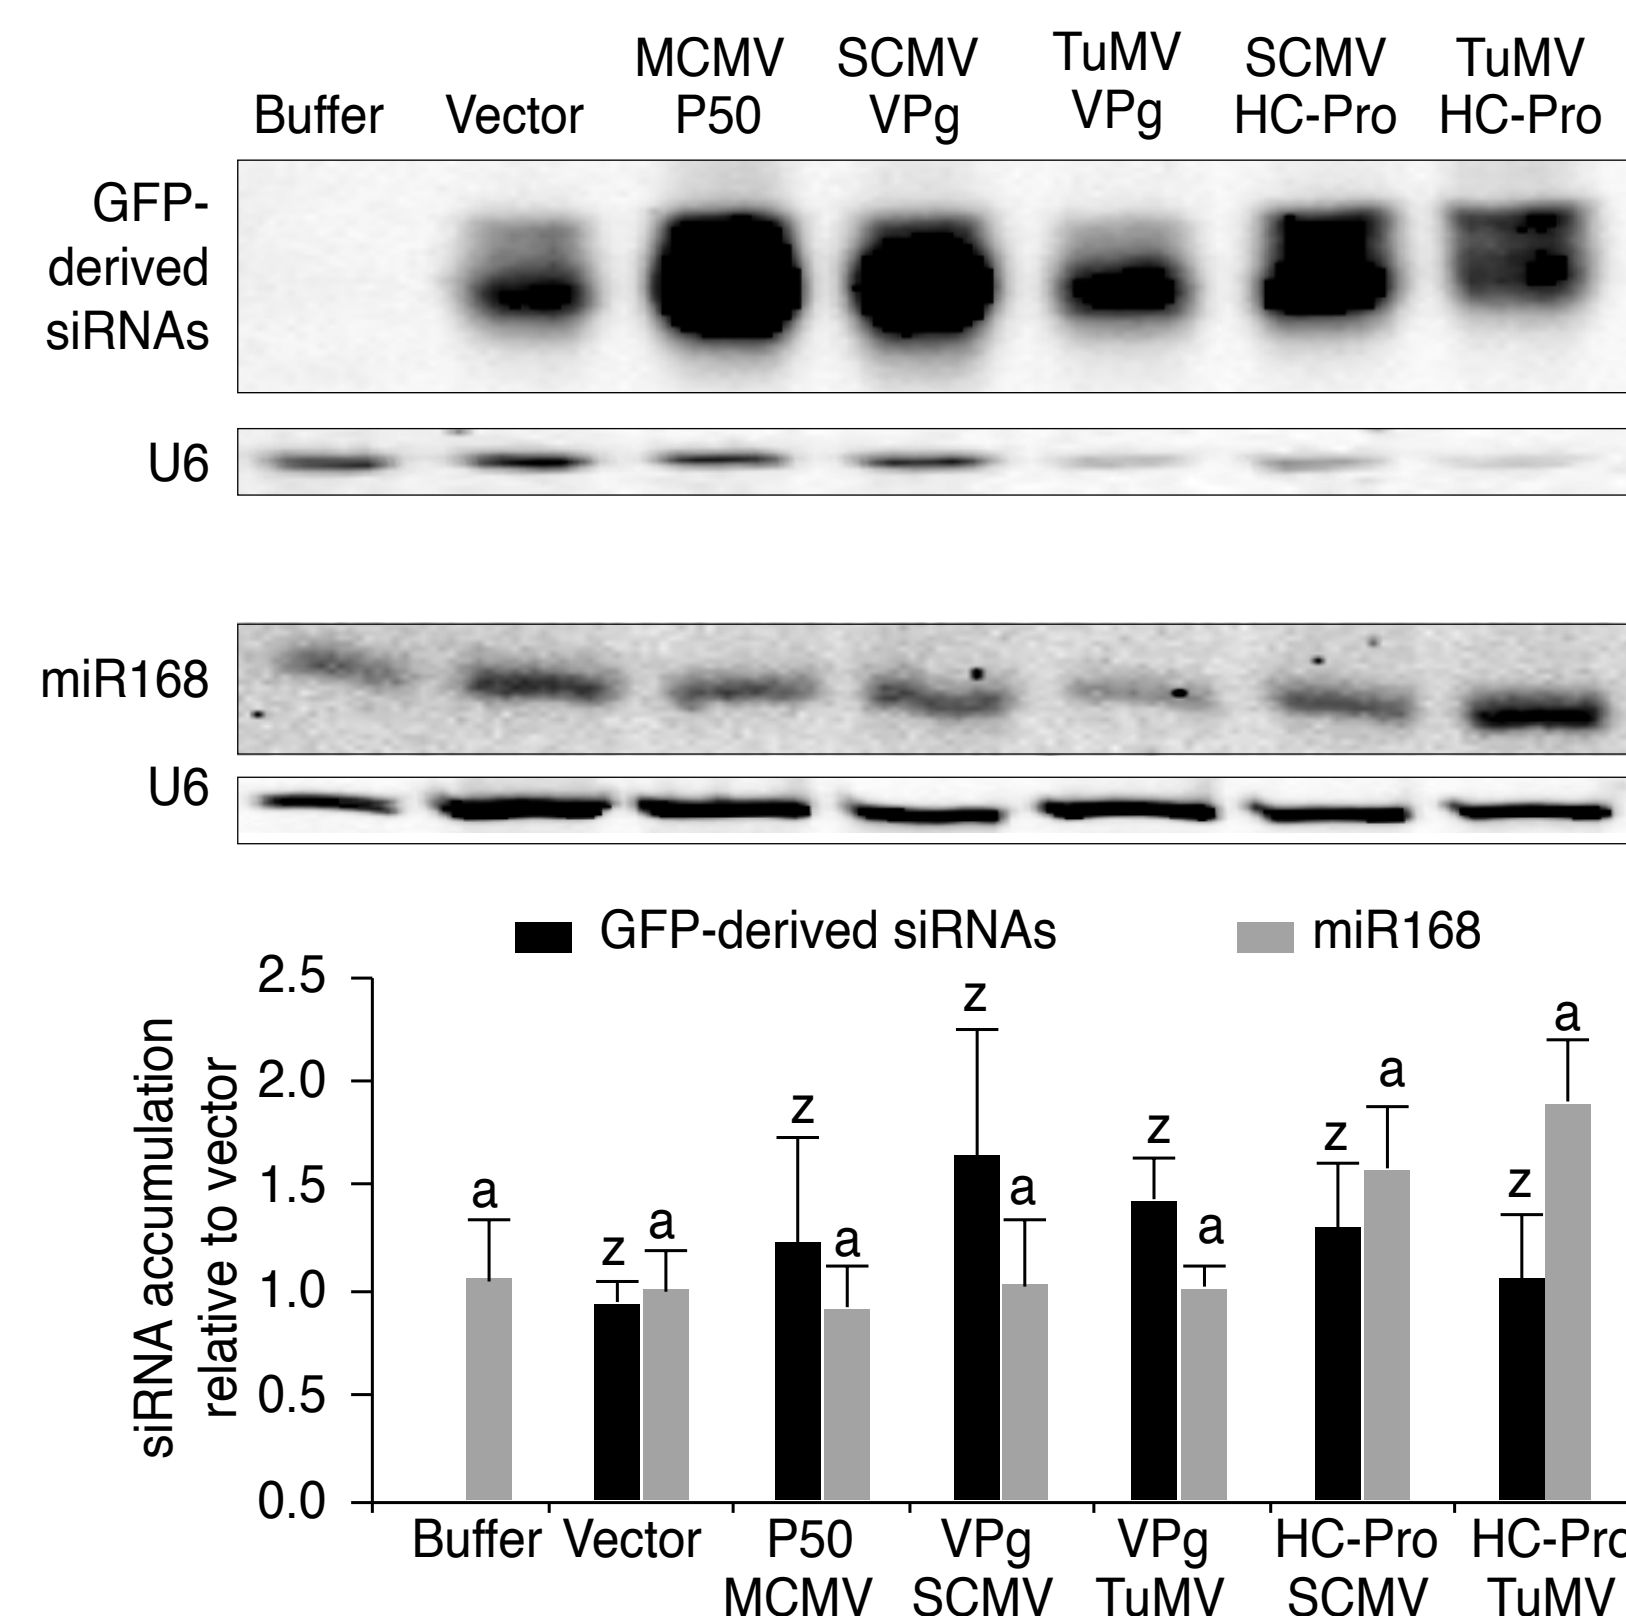 MCMV SCMV TuMV SCMV TuMV
Buffer Vector P50 VPg VPg HC-Pro HC-Pro
GFP-
derived
siRNAs
U6
miR168
U6
GFP-derived siRNAs miR168
siRNA accumulation
relative to vector
2.5
2.0
1.5
1.0
0.5
0.0
a
z a
z a
z a
z a
z a
z a
Buffer Vector P50 VPg VPg HC-Pro HC-Pro
MCMV SCMV TuMV SCMV TuMV